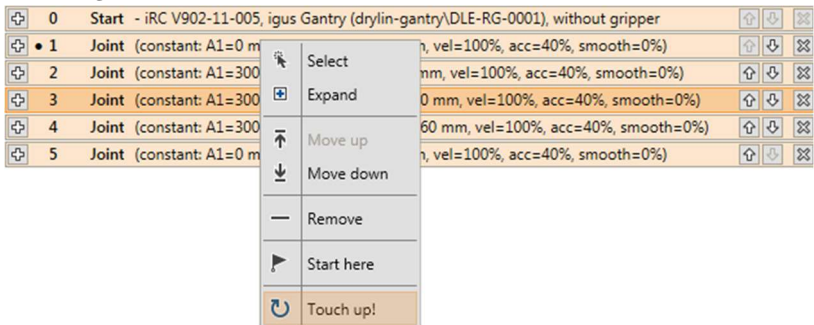 0 Start - iRC V902-11-005, igus Gantry (drylin-gantry\DLE-RG-0001), without gripper
1 Joint (constant: A1=0 vel=100%, acc=40%, smooth=0%)
2 Joint (constant: A1=300 mm, vel=100%, acc=40%, smooth=0%)
3 Joint (constant: A1=300 0 mm, vel=100%, acc=40%, smooth=0%)
4 Joint (constant: A1=300 60 mm, vel=100%, acc=40%, smooth=0%)
5 Joint (constant: A1=0 vel=100%, acc=40%, smooth=0%)
Select
Expand
Move up
Move down
Remove
Start here
Touch up!